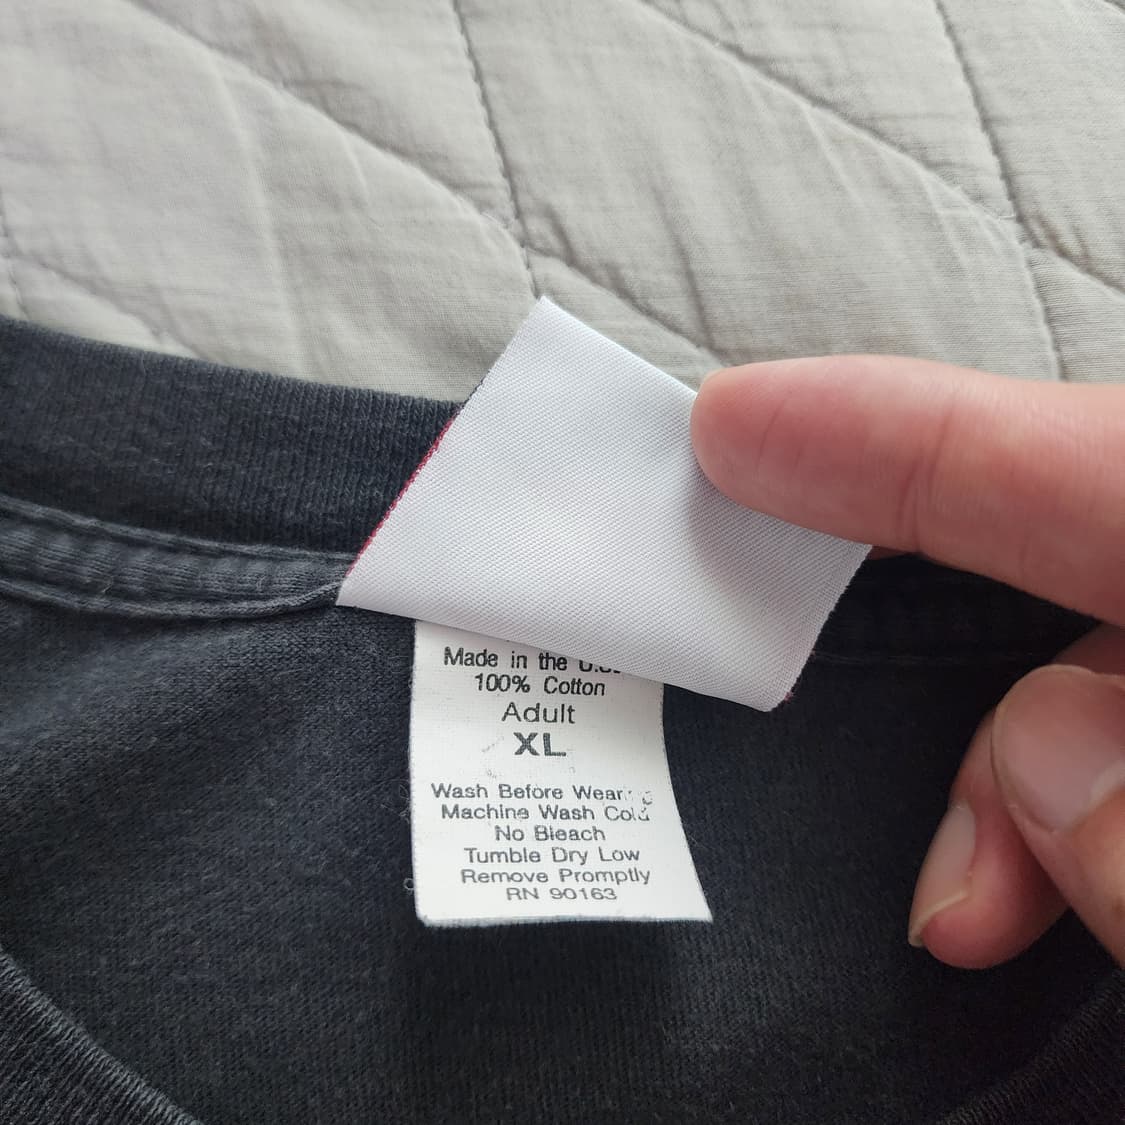 Made in the U.S.
100% Cotton
Adult
XL
Wash Before Wearing
Machine Wash Cold
No Bleach
Tumble Dry Low
Remove Promptly
RN 90163